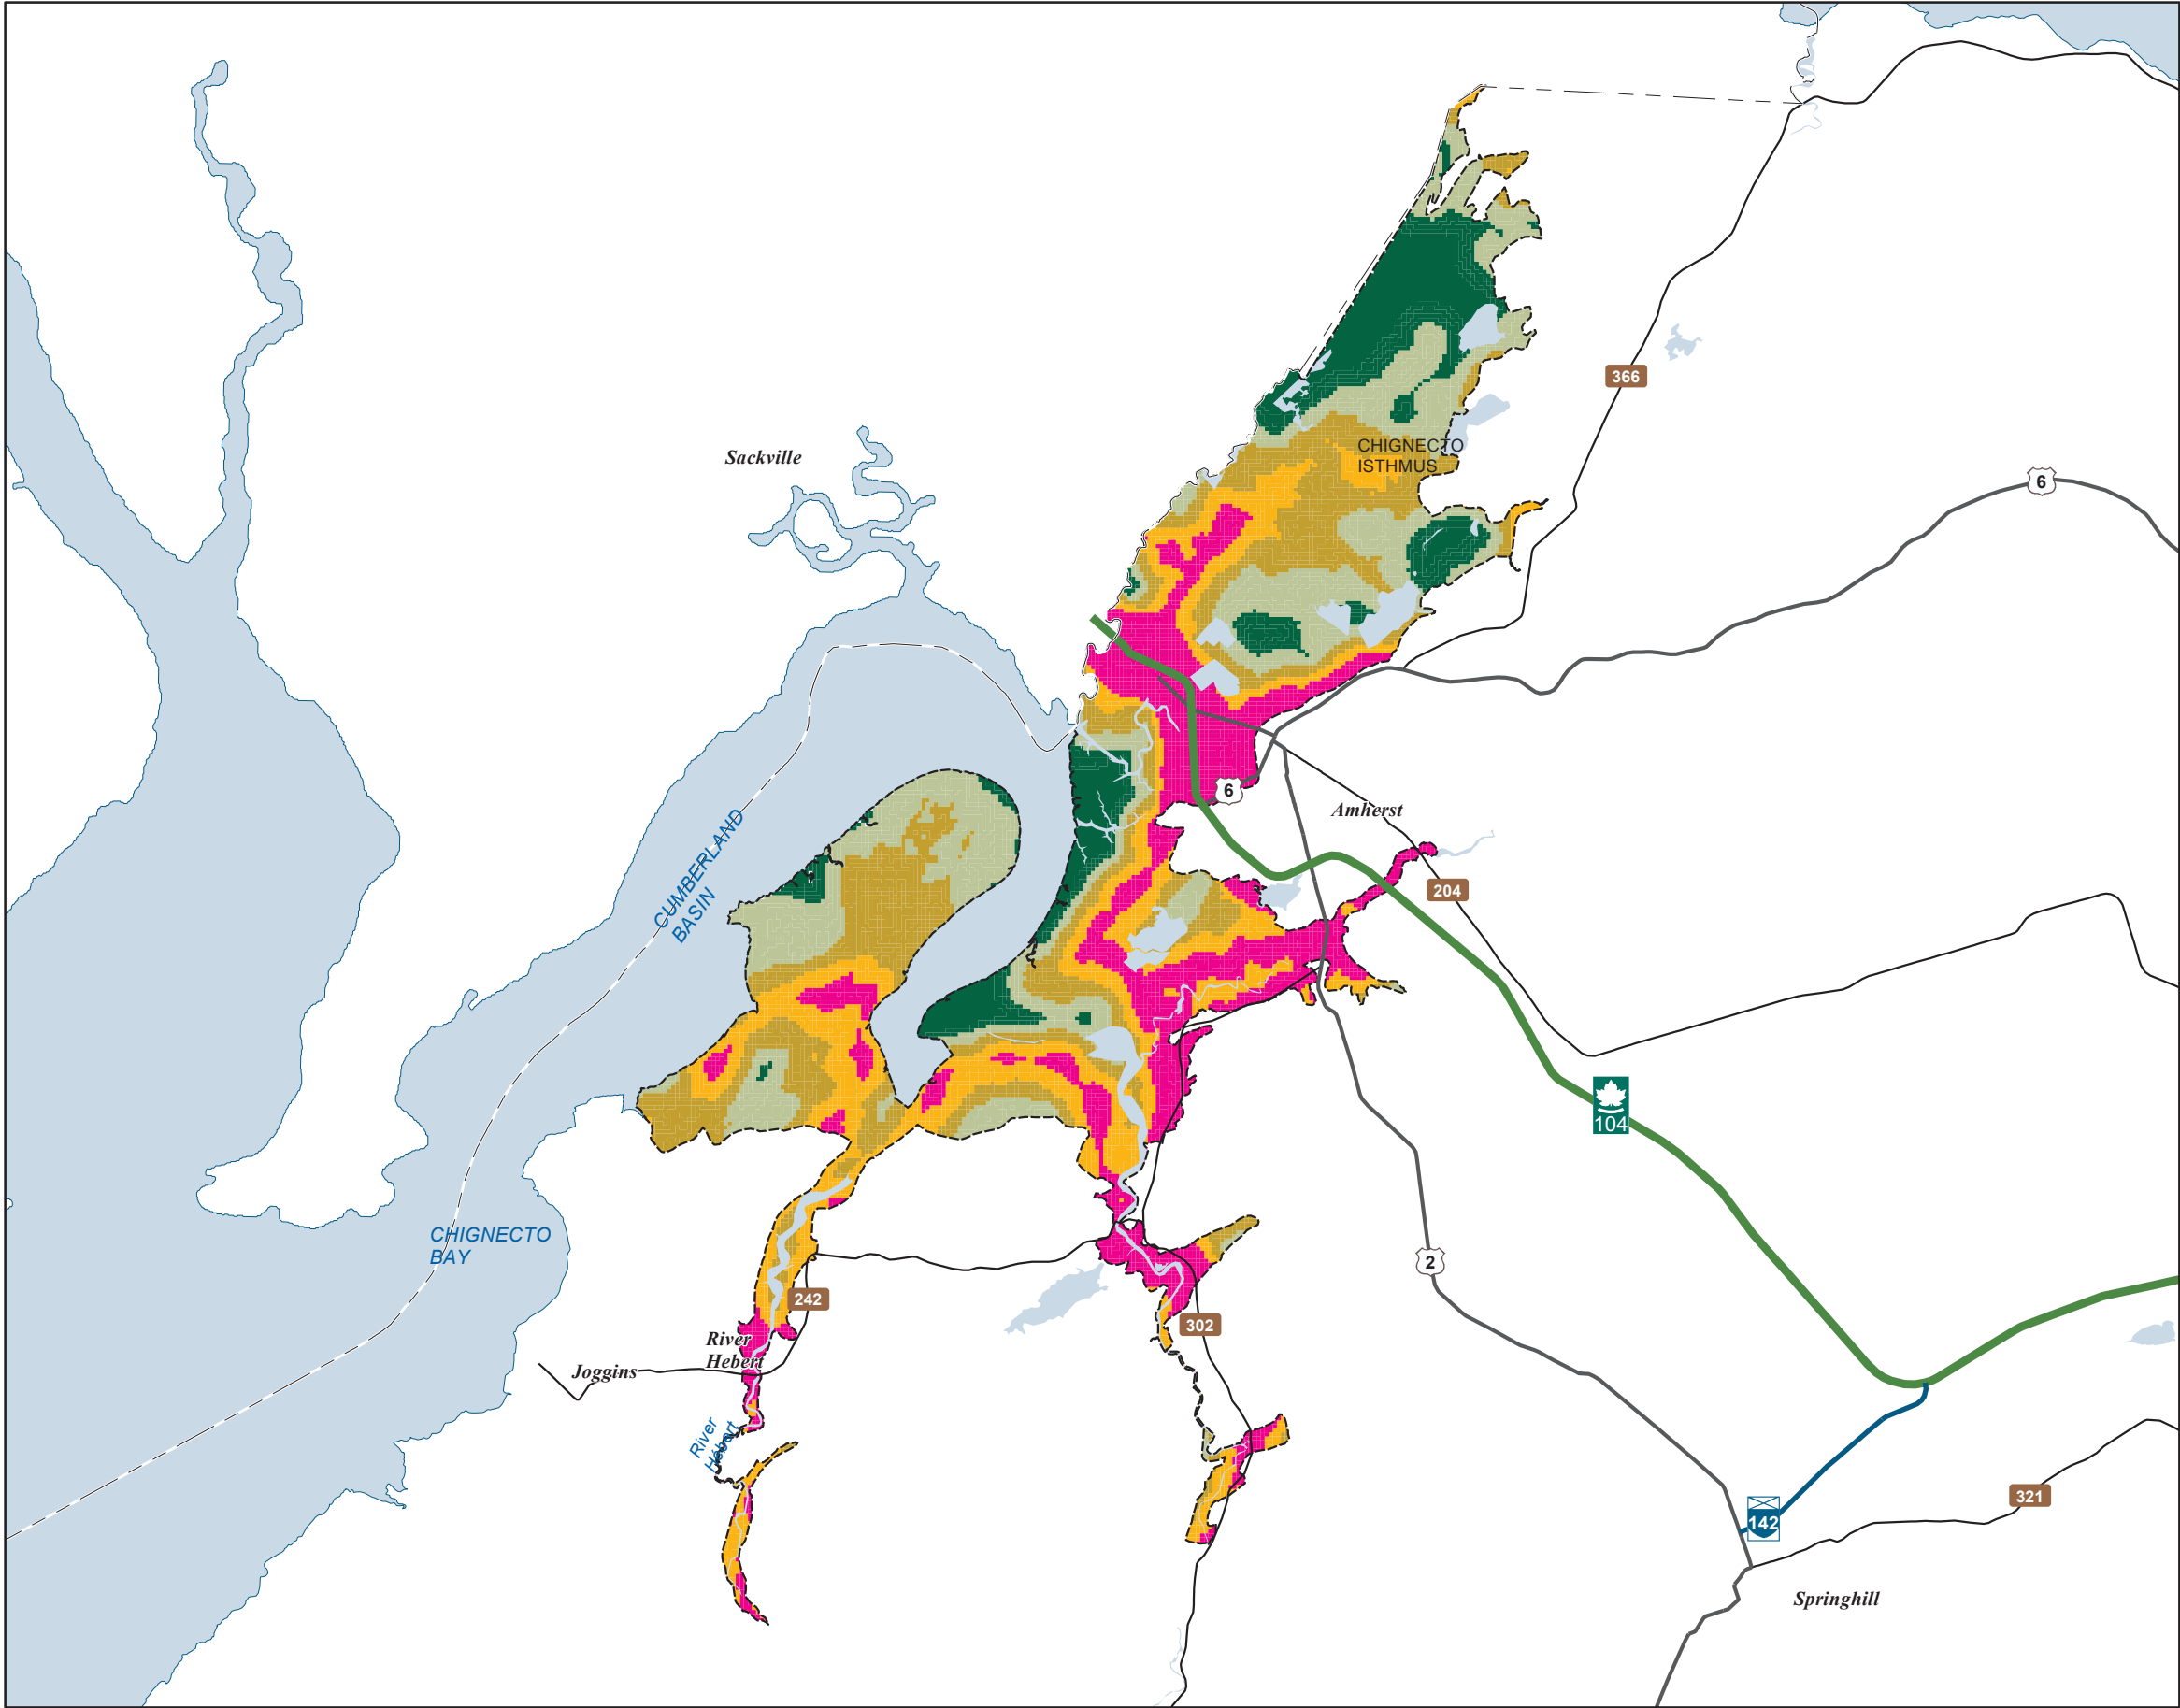 366
CHIGNECTO
ISTHMUS
Sackville
6
6
Amherst
CUMBERLAND
BASIN
204
104
CHIGNECTO
BAY
2
242
302
River
Hebert
Joggins
River
Hébert
321
142
Springhill